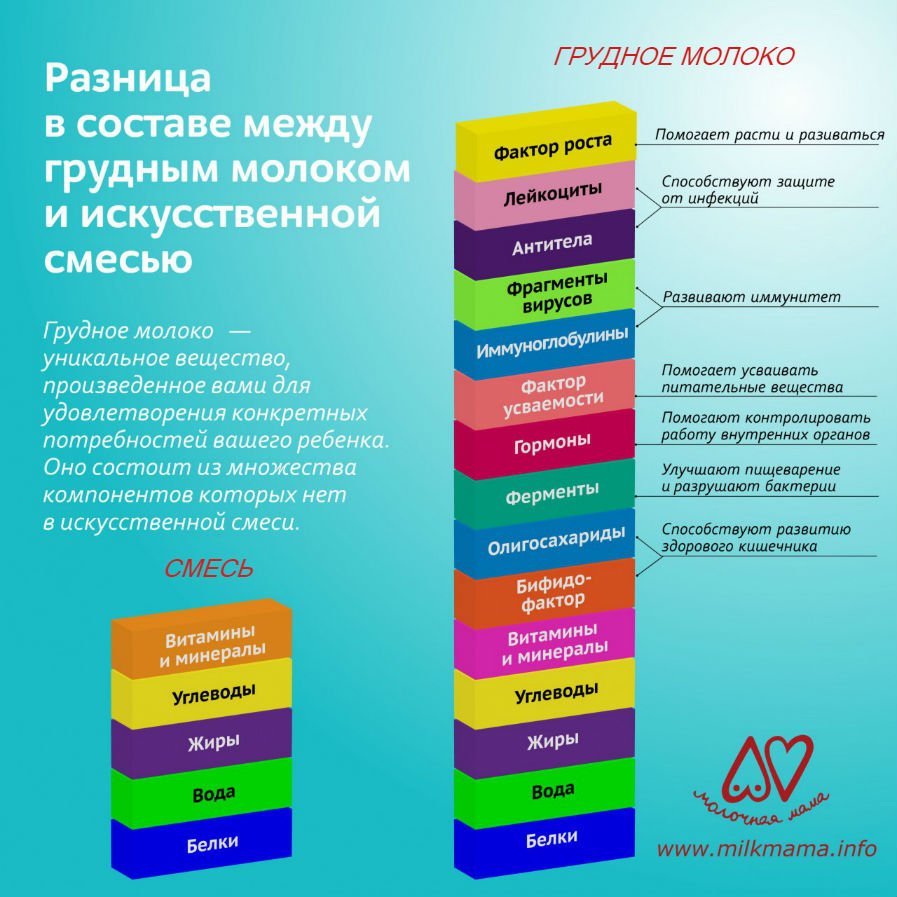 Разница
в составе между
грудным молоком
и искусственной
смесью
Грудное молоко —
уникальное вещество,
произведенное вами для
удовлетворения конкретных
потребностей вашего ребенка.
Оно состоит из множества
компонентов которых нет
в искусственной смеси.
СМЕСЬ
Витамины
и минералы
Углеводы
Жиры
Вода
Белки
ГРУДНОЕ МОЛОКО
Фактор роста
Помогает расти и разиваться
Лейкоциты
Антитела
Способствуют защите
от инфекций
Фрагменты
вирусов
Иммуноглобулины
Развивают иммунитет
Фактор
усваемости
Помогает усваивать
питательные вещества
Гормоны
Помогают контролировать
работу внутренних органов
Ферменты
Улучшают пищеварение
и разрушают бактерии
Олигосахариды
Бифидо-
фактор
Способствуют развитию
здорового кишечника
Витамины
и минералы
Углеводы
Жиры
Вода
Белки
молочная мама
www.milkmama.info